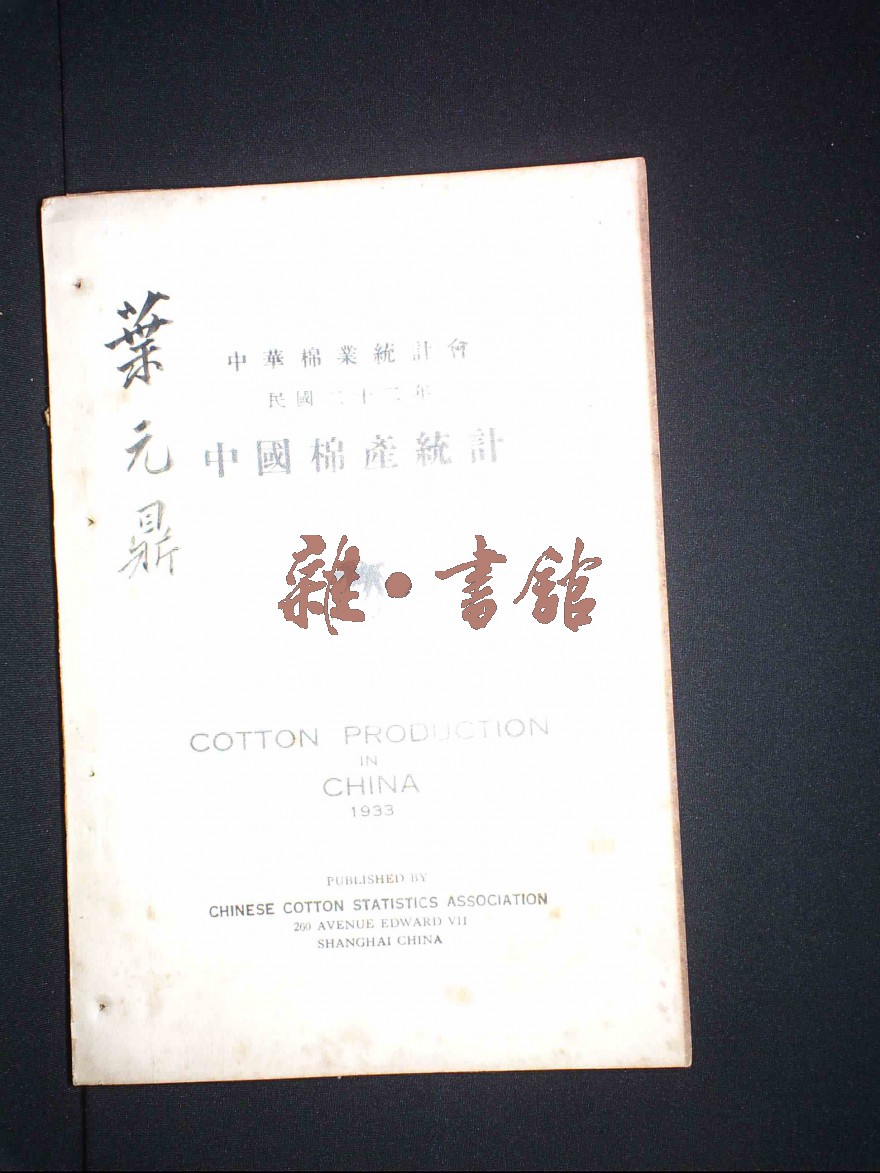 葉元鼎
中華棉業統計會
民國二十二年
中國棉產統計
雜·書館
COTTON PRODUCTION
IN
CHINA
1933
PUBLISHED BY
CHINESE COTTON STATISTICS ASSOCIATION
260 AVENUE EDWARD VII
SHANGHAI CHINA